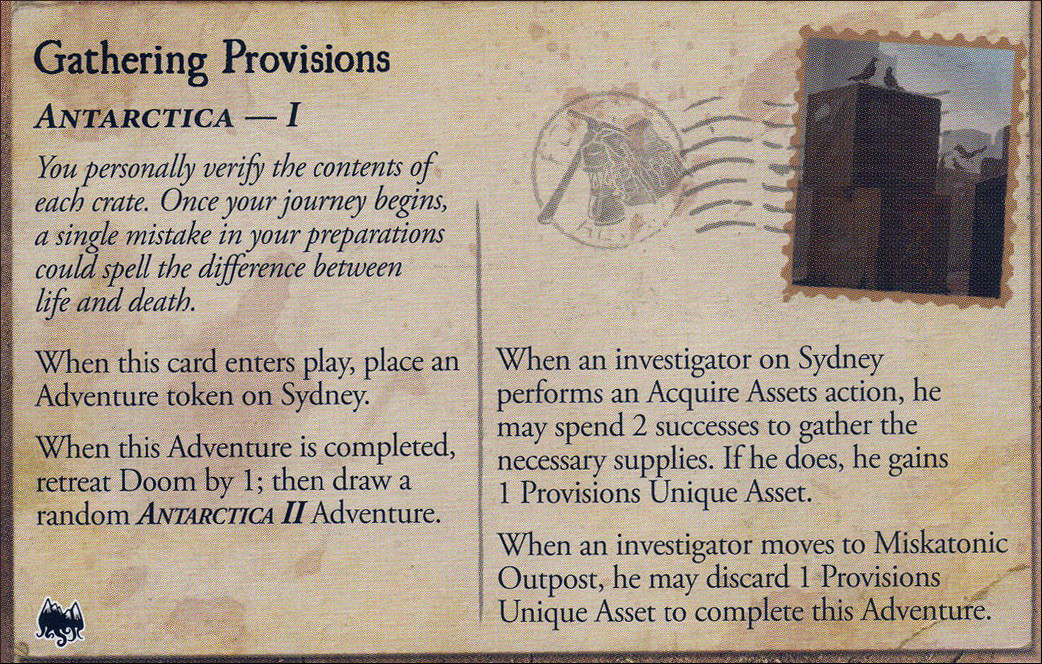 Gathering Provisions
ANTARCTICA — I
You personally verify the contents of
each crate. Once your journey begins,
a single mistake in your preparations
could spell the difference between
life and death.
When this card enters play, place an
Adventure token on Sydney.
When this Adventure is completed,
retreat Doom by 1; then draw a
random ANTARCTICA II Adventure.
When an investigator on Sydney
performs an Acquire Assets action, he
may spend 2 successes to gather the
necessary supplies. If he does, he gains
1 Provisions Unique Asset.
When an investigator moves to Miskatonic
Outpost, he may discard 1 Provisions
Unique Asset to complete this Adventure.